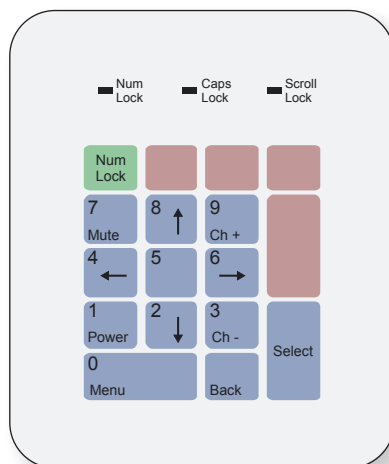 Num
Lock
Caps
Lock
Scroll
Lock
Num
Lock
7
Mute
8
9
Ch +
4
5
6
1
Power
2
3
Ch -
Select
0
Menu
Back